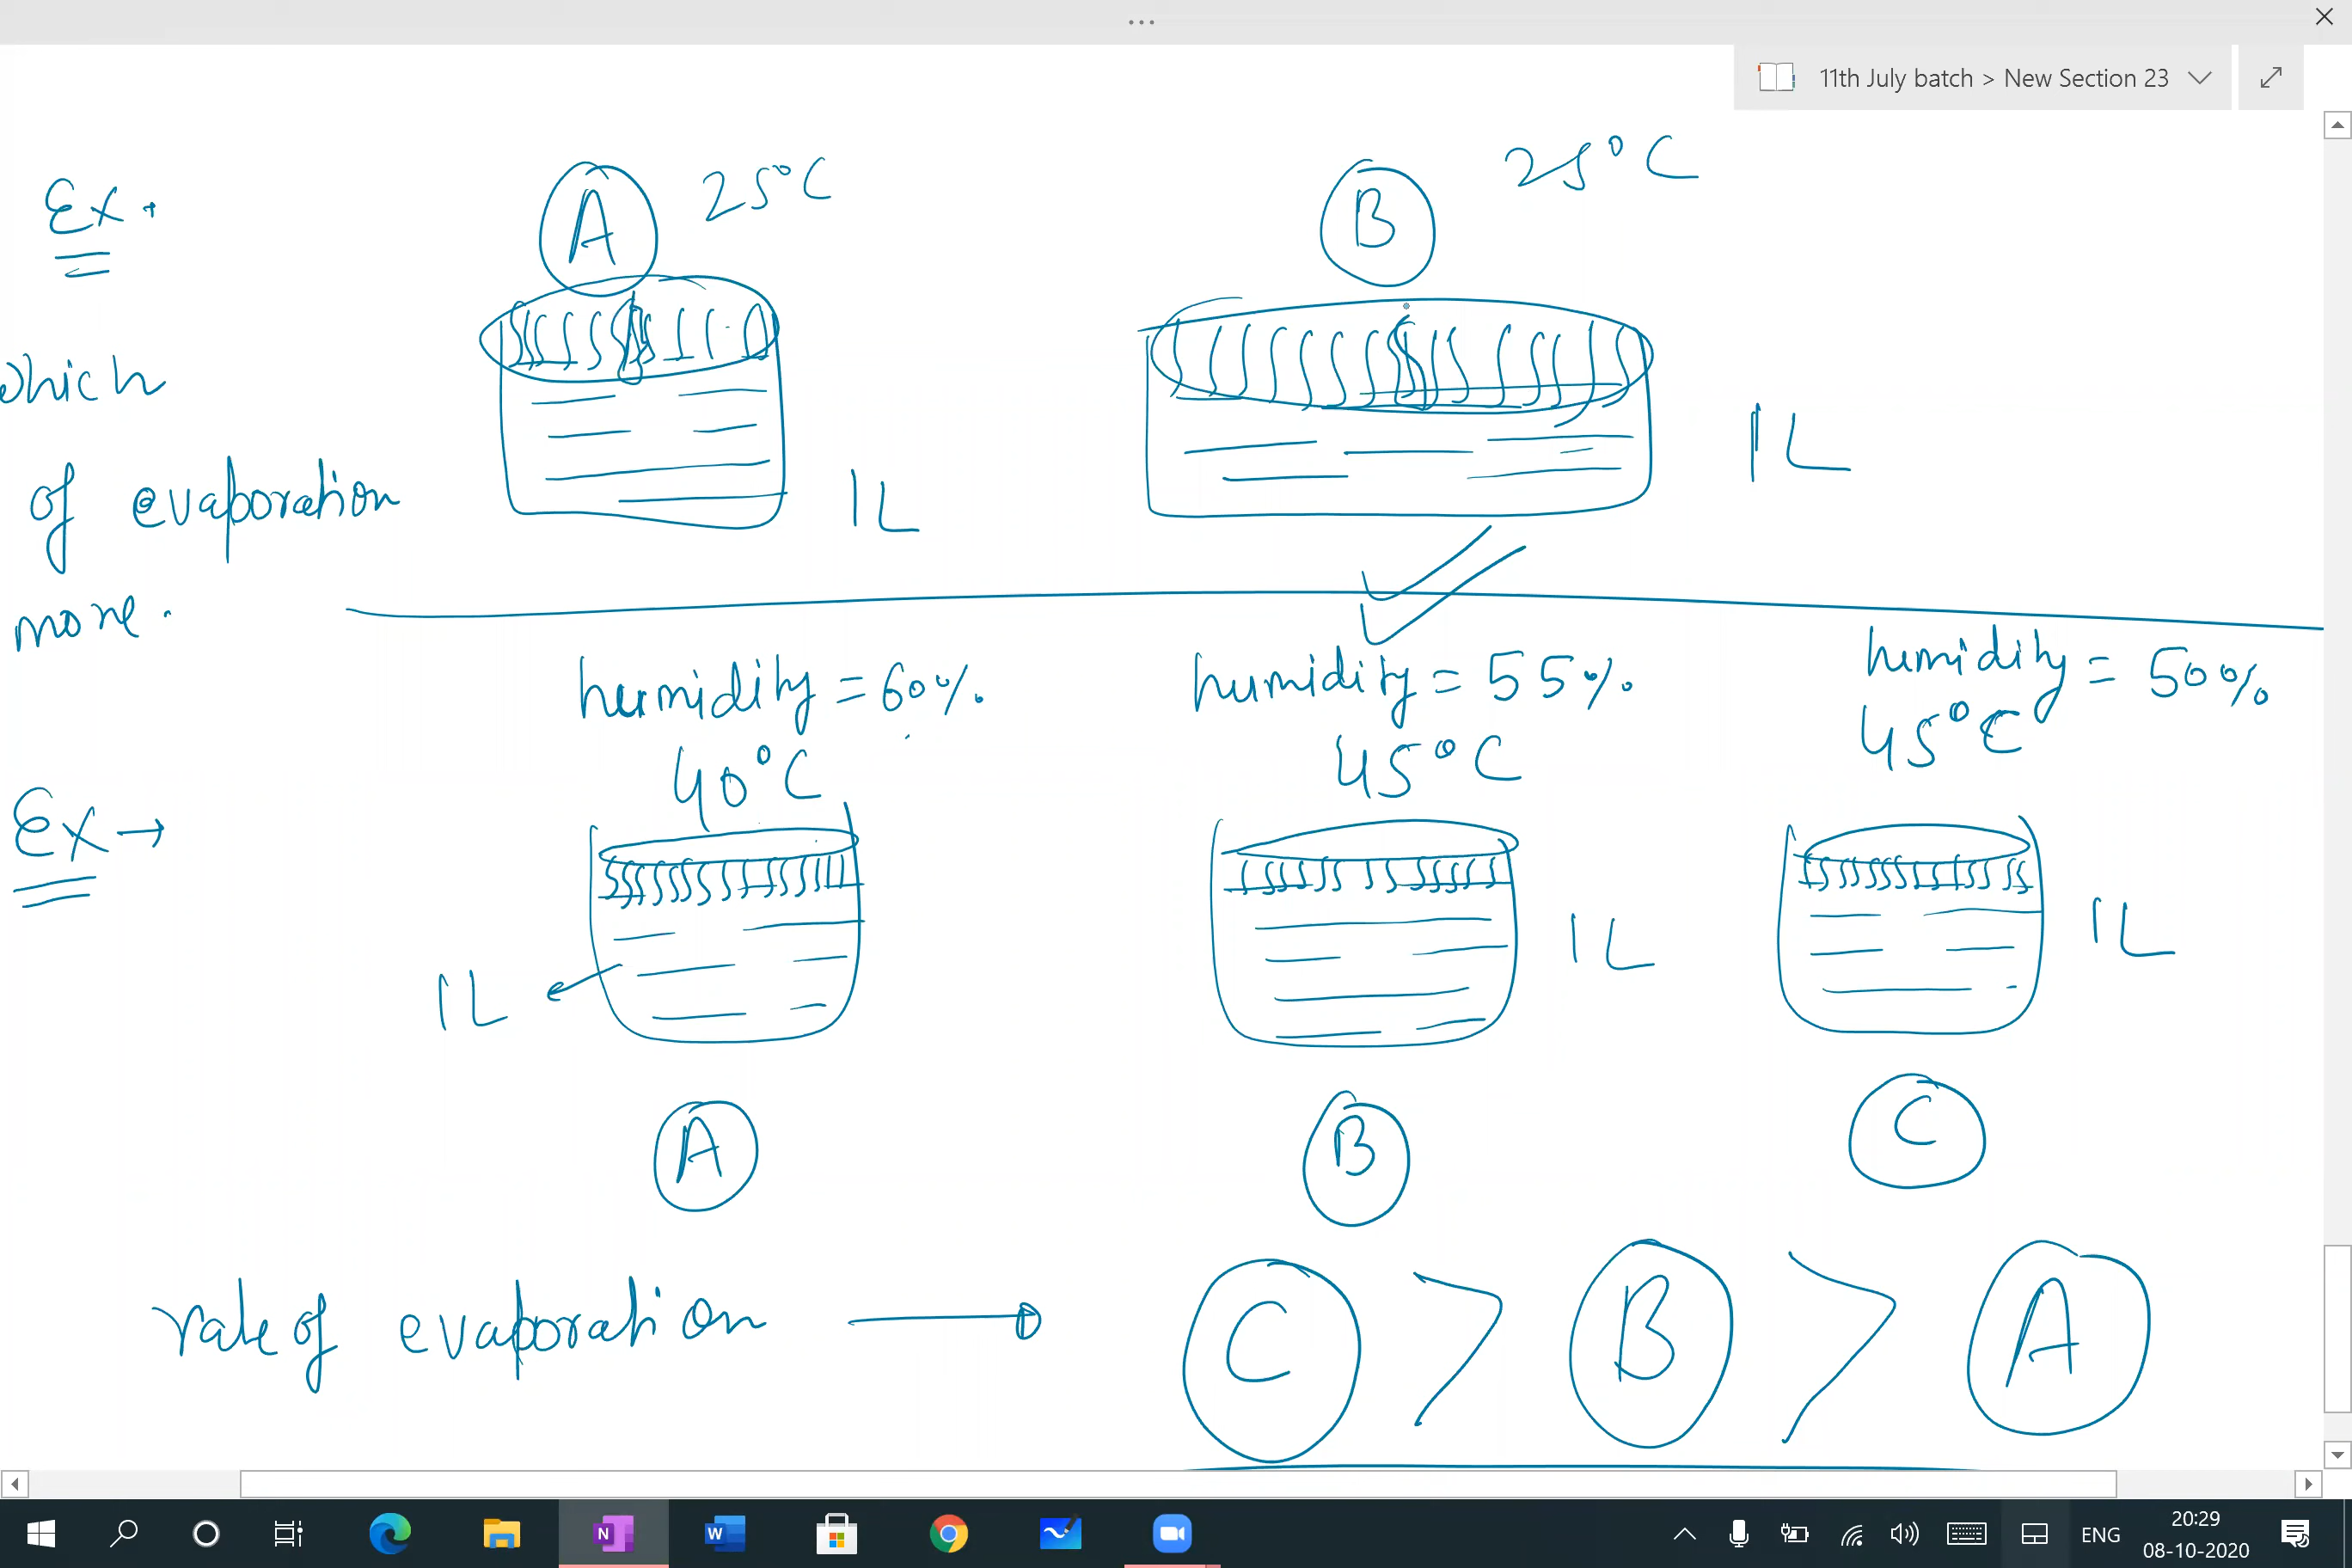 ...
11th July batch > New Section 23
Ex.
A 25°C
B 25°C
which
of evaporation
more.
1L
1L
humidity = 60%.
40°C
humidity = 55%.
45°C
humidity = 50%
45°C
Ex →
1L
1L
1L
A
B
C
rate of evaporation → C > B > A
N
W
ENG
20:29
08-10-2020